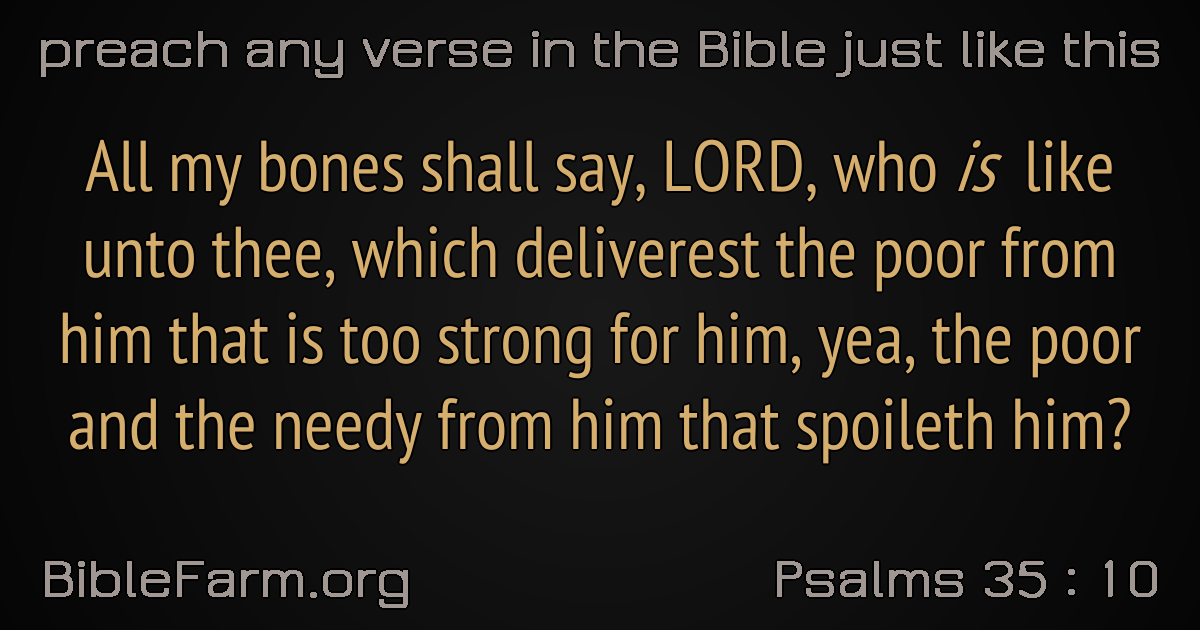 preach any verse in the Bible just like this
All my bones shall say, LORD, who is like
unto thee, which deliverest the poor from
him that is too strong for him, yea, the poor
and the needy from him that spoileth him?
BibleFarm.org
Psalms 35 : 10